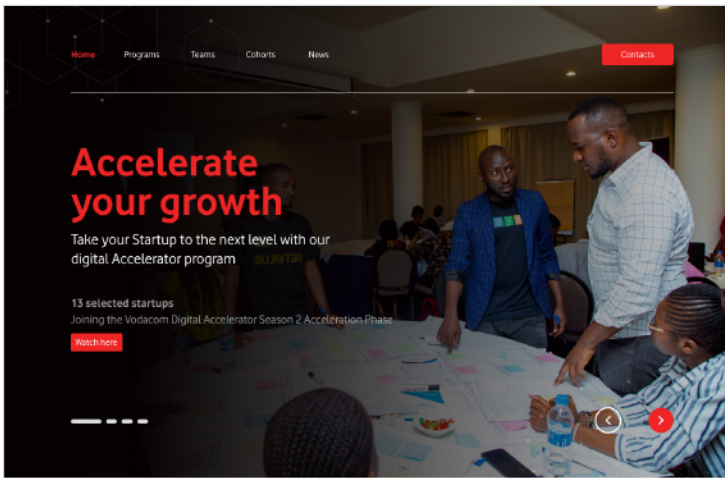 Home Programs Teams Cohorts News Contacts
Accelerate
your growth
Take your Startup to the next level with our
digital Accelerator program
13 selected startups
Joining the Vodacom Digital Accelerator Season 2 Acceleration Phase
Watch here